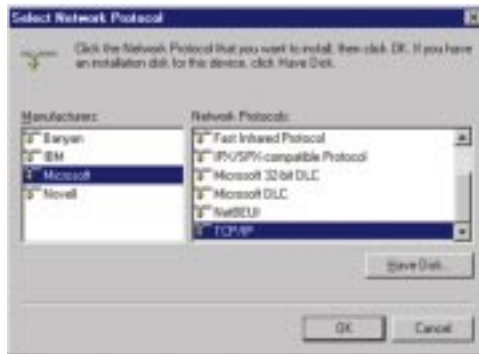 Select Network Protocol
Click the Network Protocol that you want to install, then click OK. If you have
an installation disk for this device, click Have Disk.
Manufacturers:
Banyan
IBM
Microsoft
Novell
Network Protocols:
Fast Infrared Protocol
IPX/SPX-compatible Protocol
Microsoft 32-bit DLC
Microsoft DLC
NetBEUI
TCP/IP
Have Disk...
OK
Cancel